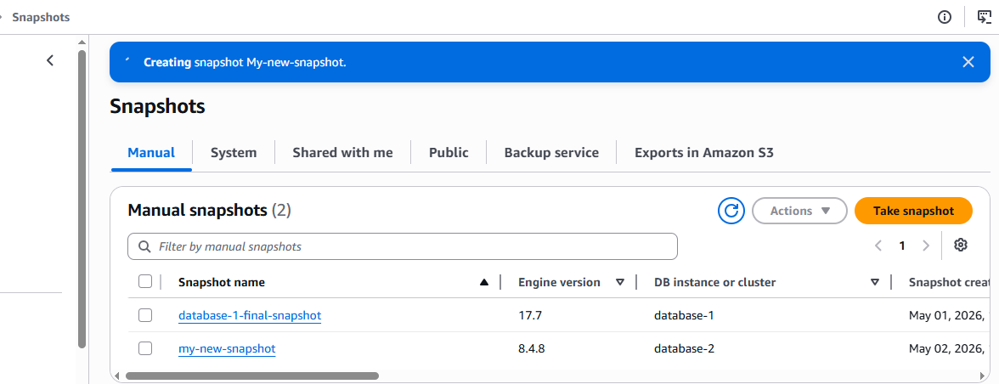 Snapshots
Creating snapshot My-new-snapshot.
Snapshots
Manual System Shared with me Public Backup service Exports in Amazon S3
Manual snapshots (2) Actions Take snapshot
Filter by manual snapshots 1
Snapshot name Engine version DB instance or cluster Snapshot
database-1-final-snapshot 17.7 database-1 May 01, 2026,
my-new-snapshot 8.4.8 database-2 May 02, 2026,